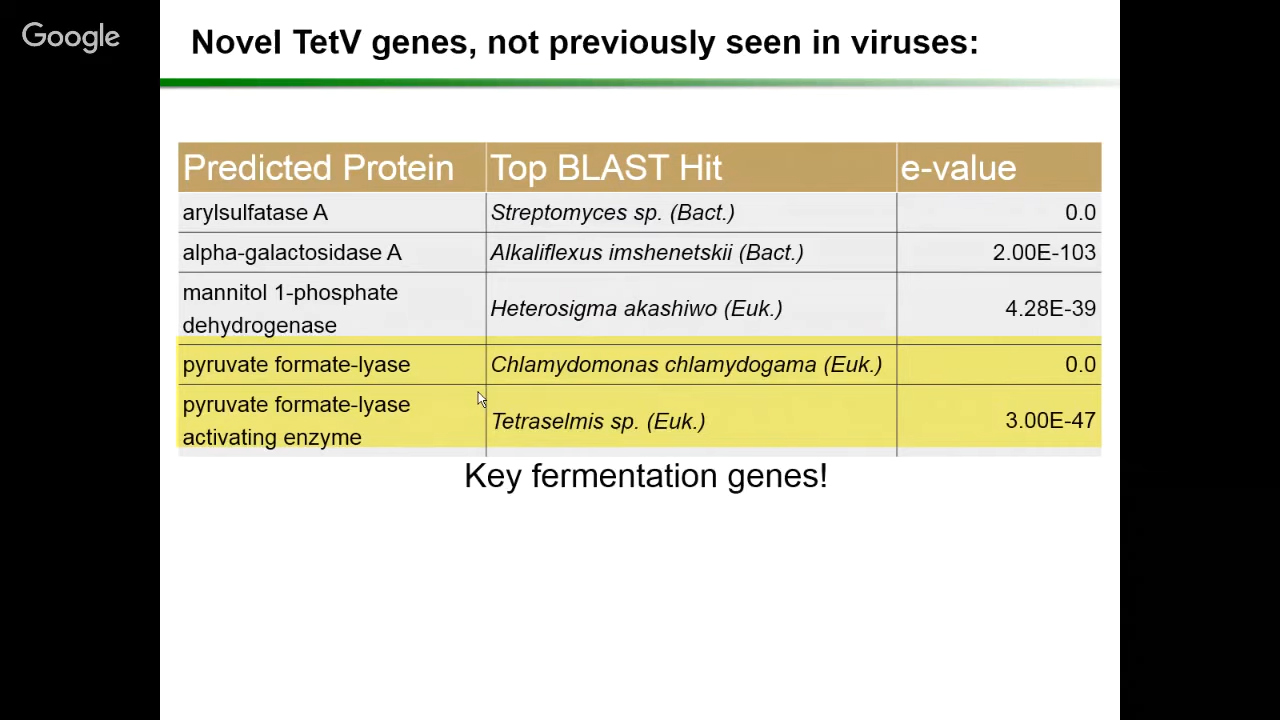 Google
Novel TetV genes, not previously seen in viruses:
Predicted Protein Top BLAST Hit e-value
arylsulfatase A Streptomyces sp. (Bact.) 0.0
alpha-galactosidase A Alkaliflexus imshenetskii (Bact.) 2.00E-103
mannitol 1-phosphate
dehydrogenase Heterosigma akashiwo (Euk.) 4.28E-39
pyruvate formate-lyase Chlamydomonas chlamydogama (Euk.) 0.0
pyruvate formate-lyase
activating enzyme Tetraselmis sp. (Euk.) 3.00E-47
Key fermentation genes!